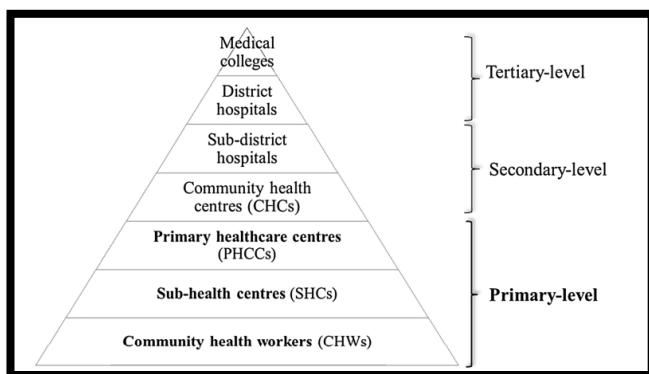 Medical
colleges
District
hospitals
Sub-district
hospitals
Community health
centres (CHCs)
Primary healthcare centres
(PHCCs)
Sub-health centres (SHCs)
Community health workers (CHWs)
Tertiary-level
Secondary-level
Primary-level